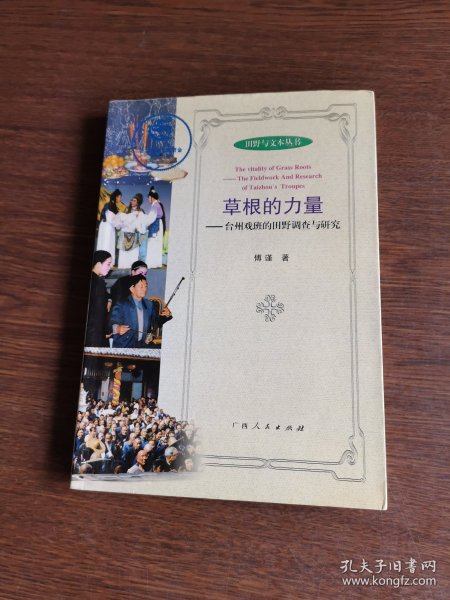 田野与文本丛书
The vitality of Grass Roots
——The Fieldwork And Research
of Taizhou's Troupes
草根的力量
——台州戏班的田野调查与研究
傅谨 著
广西人民出版社
孔夫子旧书网
www.kongfz.com